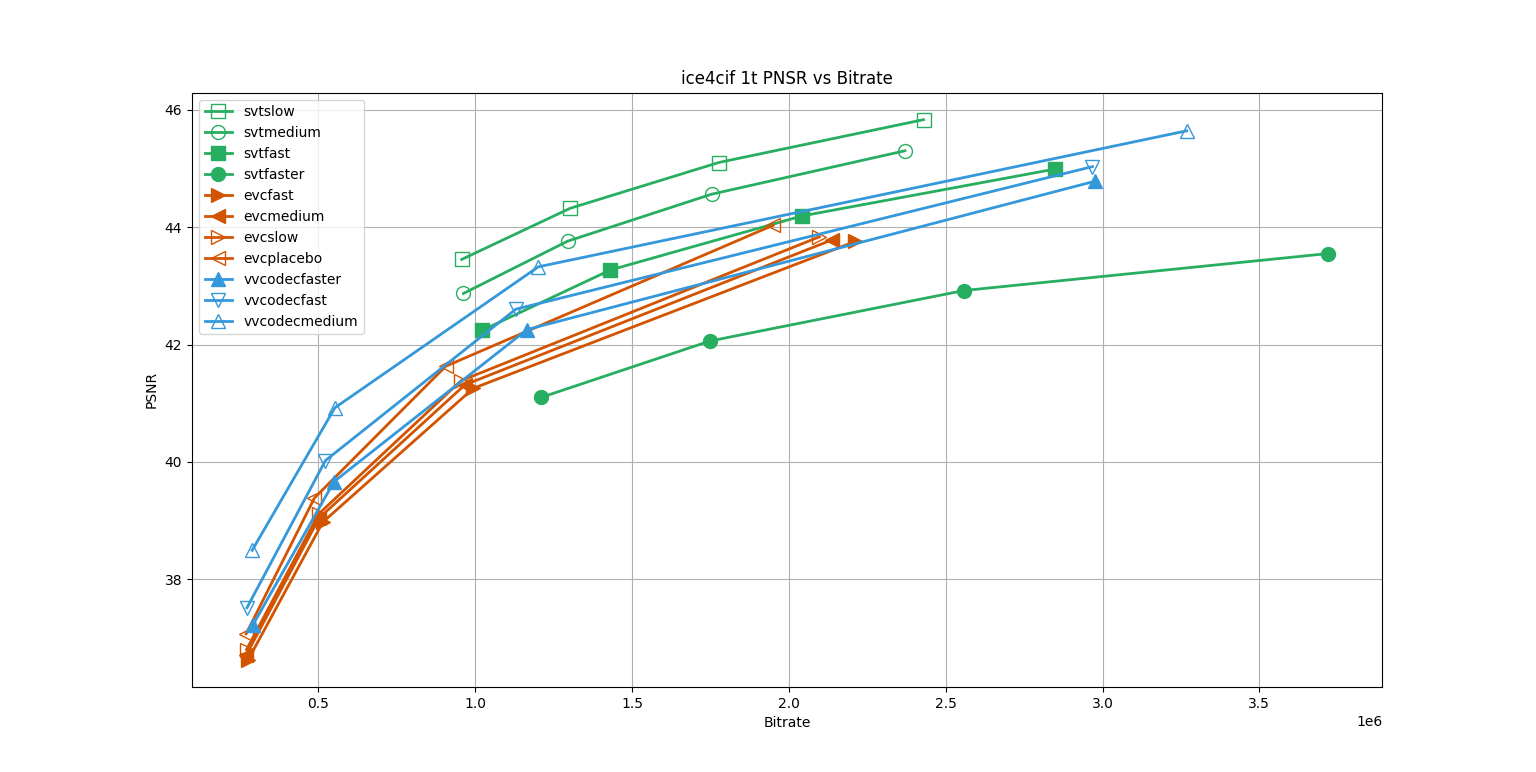 ice4cif 1t PNSR vs Bitrate
46
44
42
40
38
PSNR
svtslow
svtmedium
svtfast
svtfaster
evcfast
evcmedium
evcslow
evcplacebo
vvcodecfaster
vvcodecfast
vvcodecmedium
0.5 1.0 1.5 2.0 2.5 3.0 3.5
Bitrate
1e6